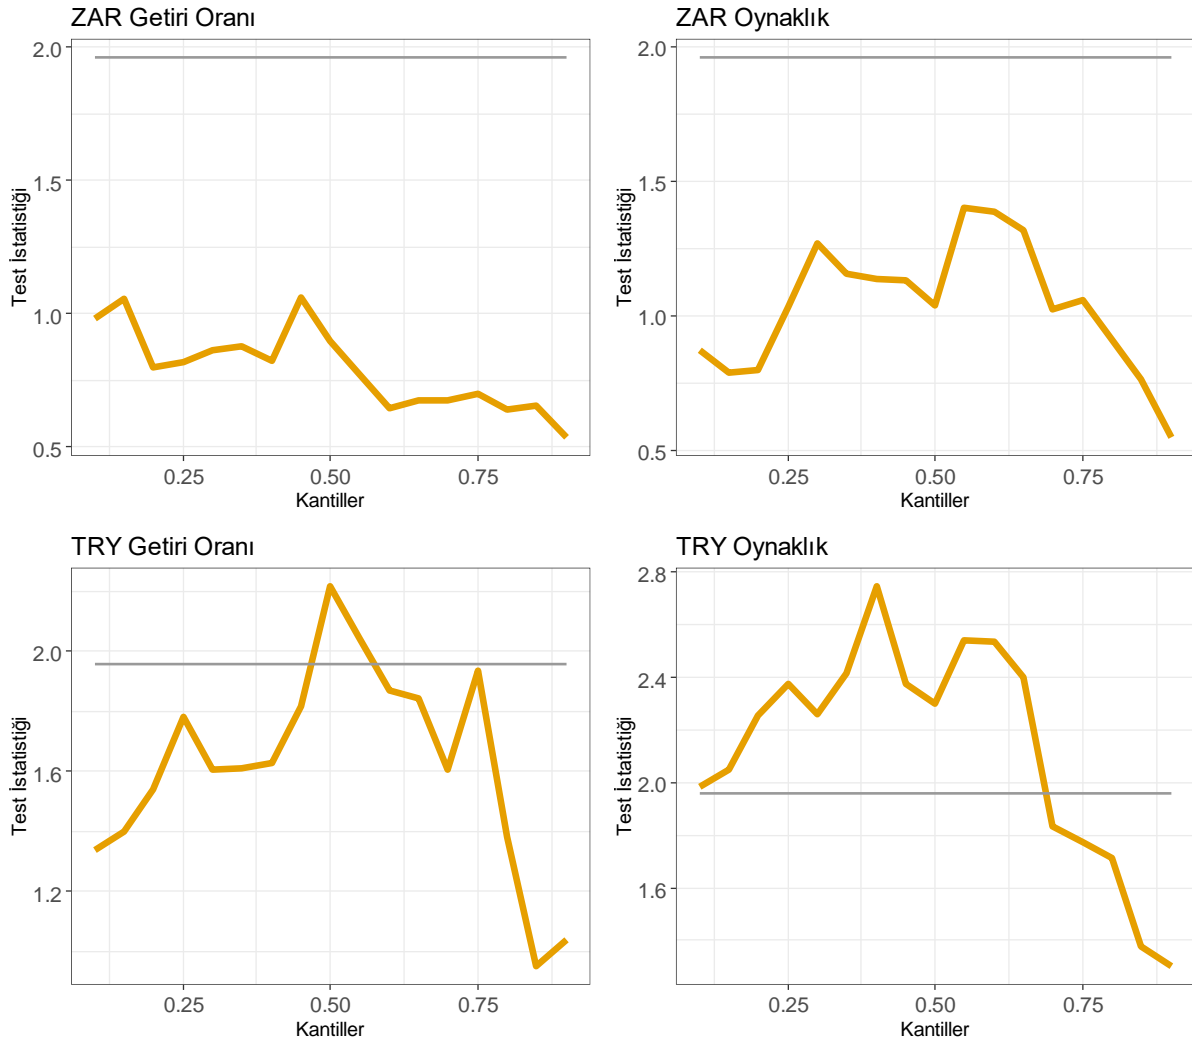 ZAR Getiri Oranı
2.0
1.5
1.0
0.5
Test İstatistiği
0.25 0.50 0.75
Kantiller
ZAR Oynaklık
2.0
1.5
1.0
0.5
Test İstatistiği
0.25 0.50 0.75
Kantiller
TRY Getiri Oranı
2.0
1.6
1.2
Test İstatistiği
0.25 0.50 0.75
Kantiller
TRY Oynaklık
2.8
2.4
2.0
1.6
Test İstatistiği
0.25 0.50 0.75
Kantiller